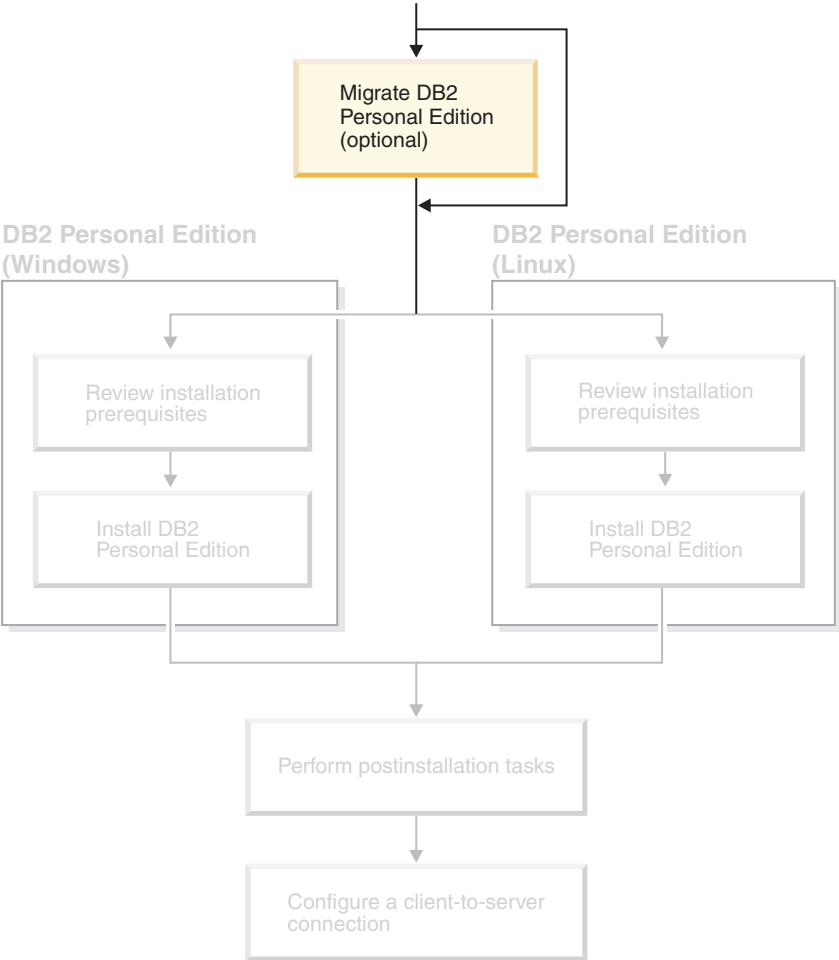 Migrate DB2
Personal Edition
(optional)
DB2 Personal Edition
(Windows)
Review installation
prerequisites
Install DB2
Personal Edition
DB2 Personal Edition
(Linux)
Review installation
prerequisites
Install DB2
Personal Edition
Perform postinstallation tasks
Configure a client-to-server
connection